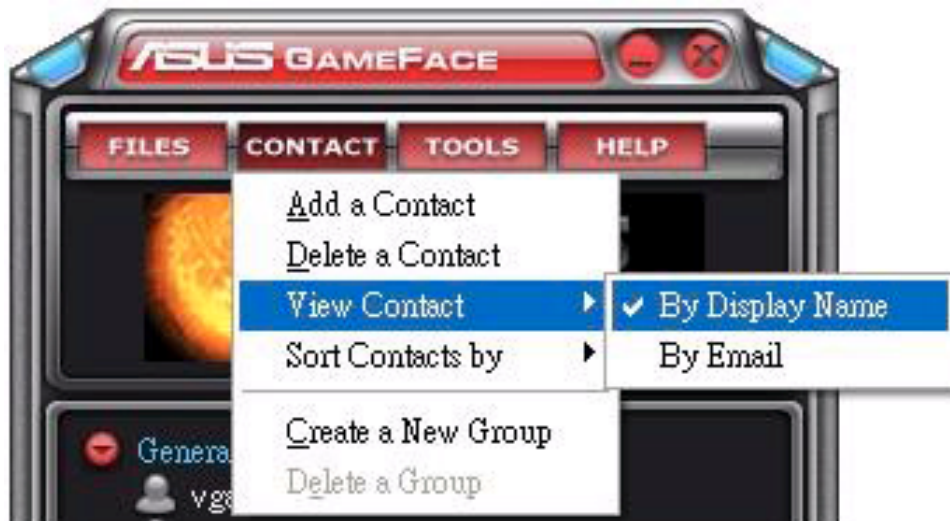 ASUS GAMEFACE
FILES CONTACT TOOLS HELP
Add a Contact
Delete a Contact
View Contact
By Display Name
Sort Contacts by
By Email
Create a New Group
Delete a Group